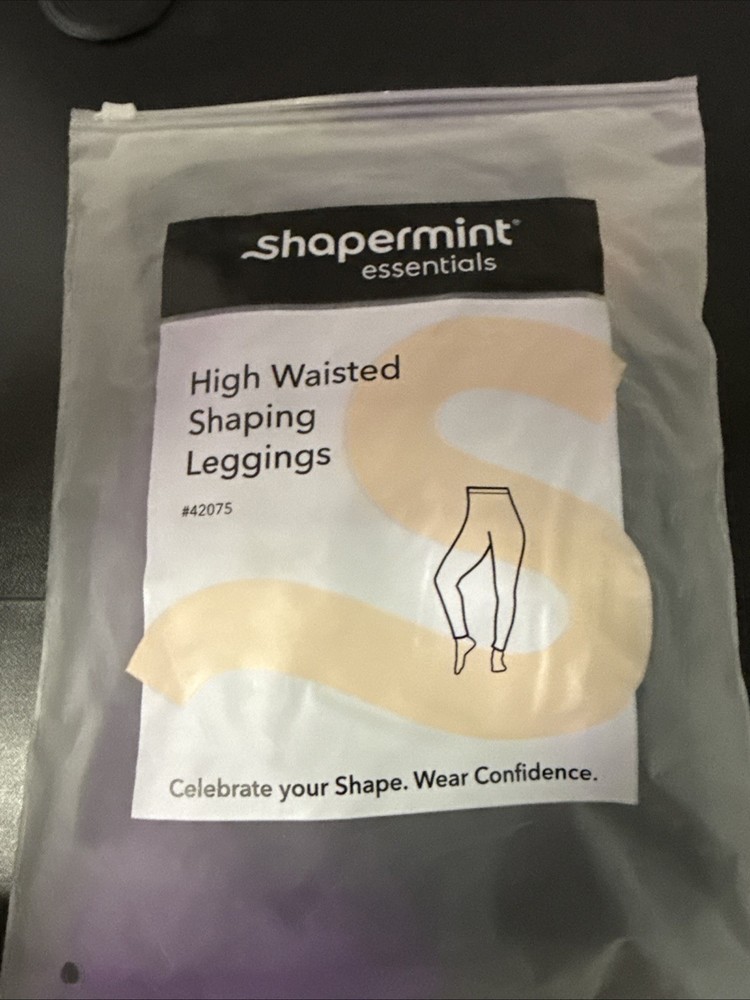 shapermint®
essentials
High Waisted
Shaping
Leggings
#42075
Celebrate your Shape. Wear Confidence.